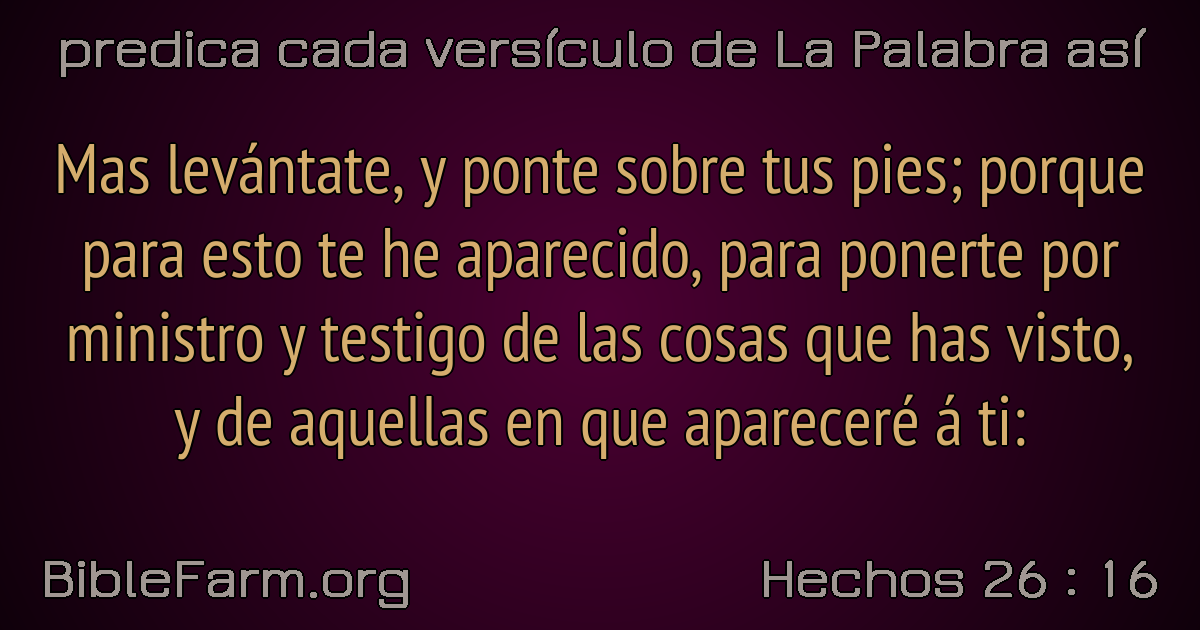 predica cada versículo de La Palabra así
Mas levántate, y ponte sobre tus pies; porque
para esto te he aparecido, para ponerte por
ministro y testigo de las cosas que has visto,
y de aquellas en que apareceré á ti:
BibleFarm.org
Hechos 26 : 16